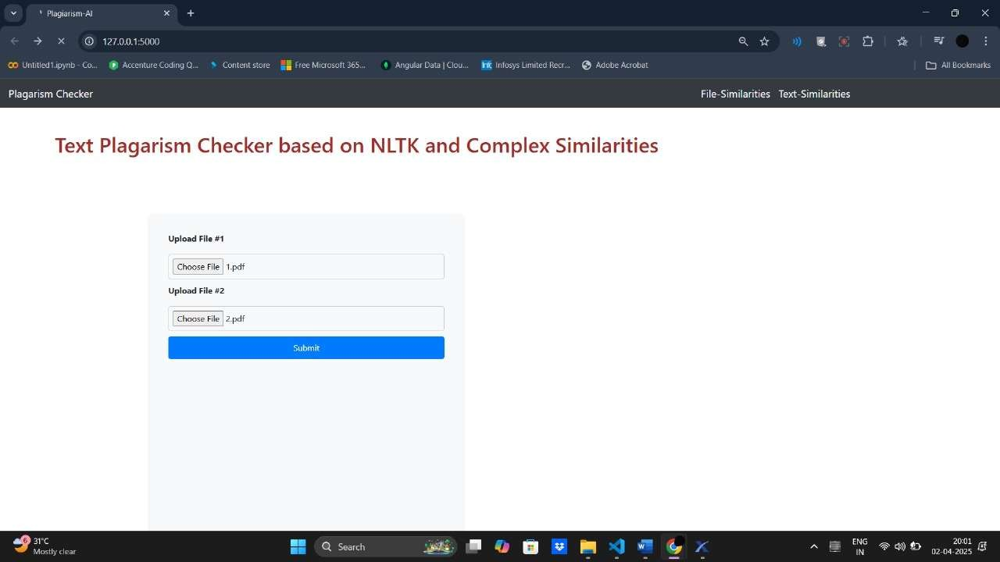 Plagiarism-AI
127.0.0.1:5000
Untitled1.ipynb - Co... Accenture Coding Q... Content store Free Microsoft 365... Angular Data | Clou... Infosys Limited Recr... Adobe Acrobat All Bookmarks
Plagarism Checker File-Similarities Text-Similarities
Text Plagarism Checker based on NLTK and Complex Similarities
Upload File #1
Choose File 1.pdf
Upload File #2
Choose File 2.pdf
Submit
6 31°C
Mostly clear
Search
ENG
IN
20:01
02-04-2025